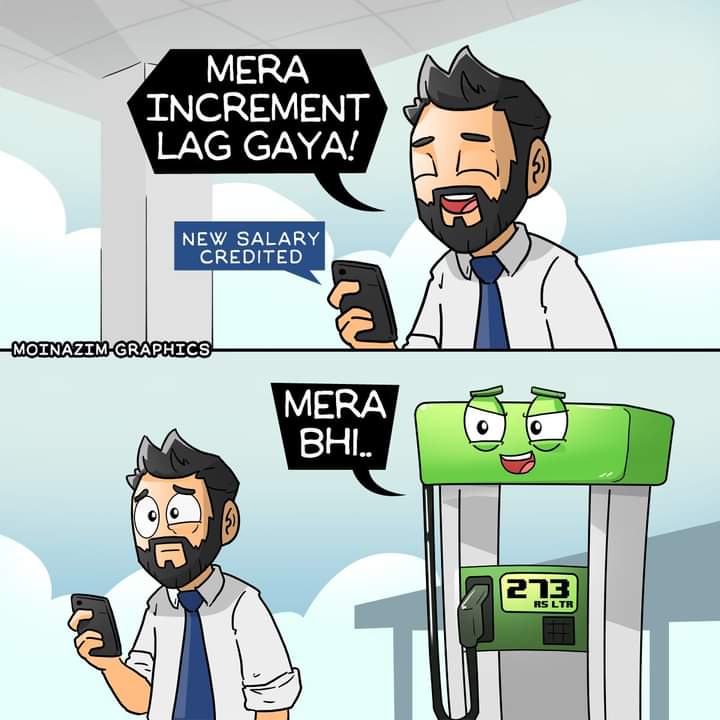 MERA
INCREMENT
LAG GAYA!
NEW SALARY
CREDITED
MOINAZIM-GRAPHICS
MERA
BHI..
273
RS LTR